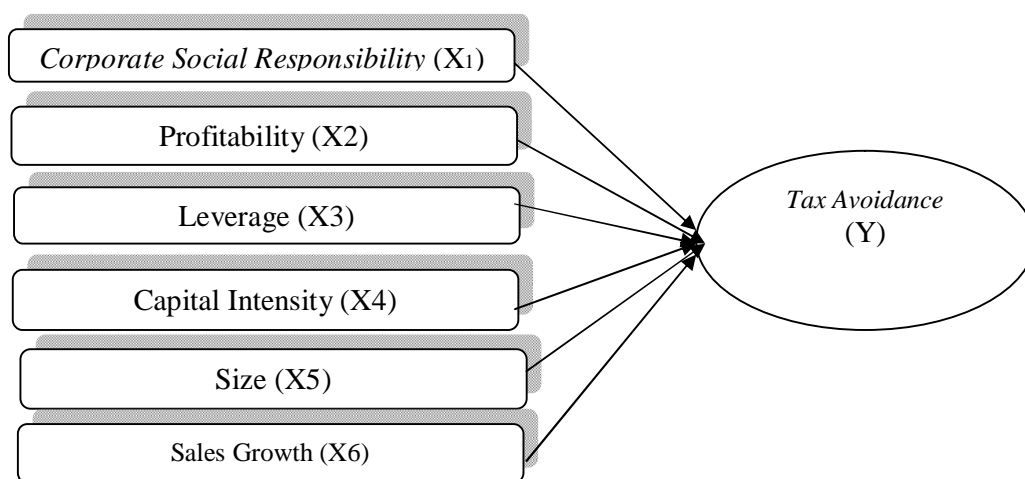 Corporate Social Responsibility (X1)
Profitability (X2)
Leverage (X3)
Capital Intensity (X4)
Size (X5)
Sales Growth (X6)
Tax Avoidance
(Y)